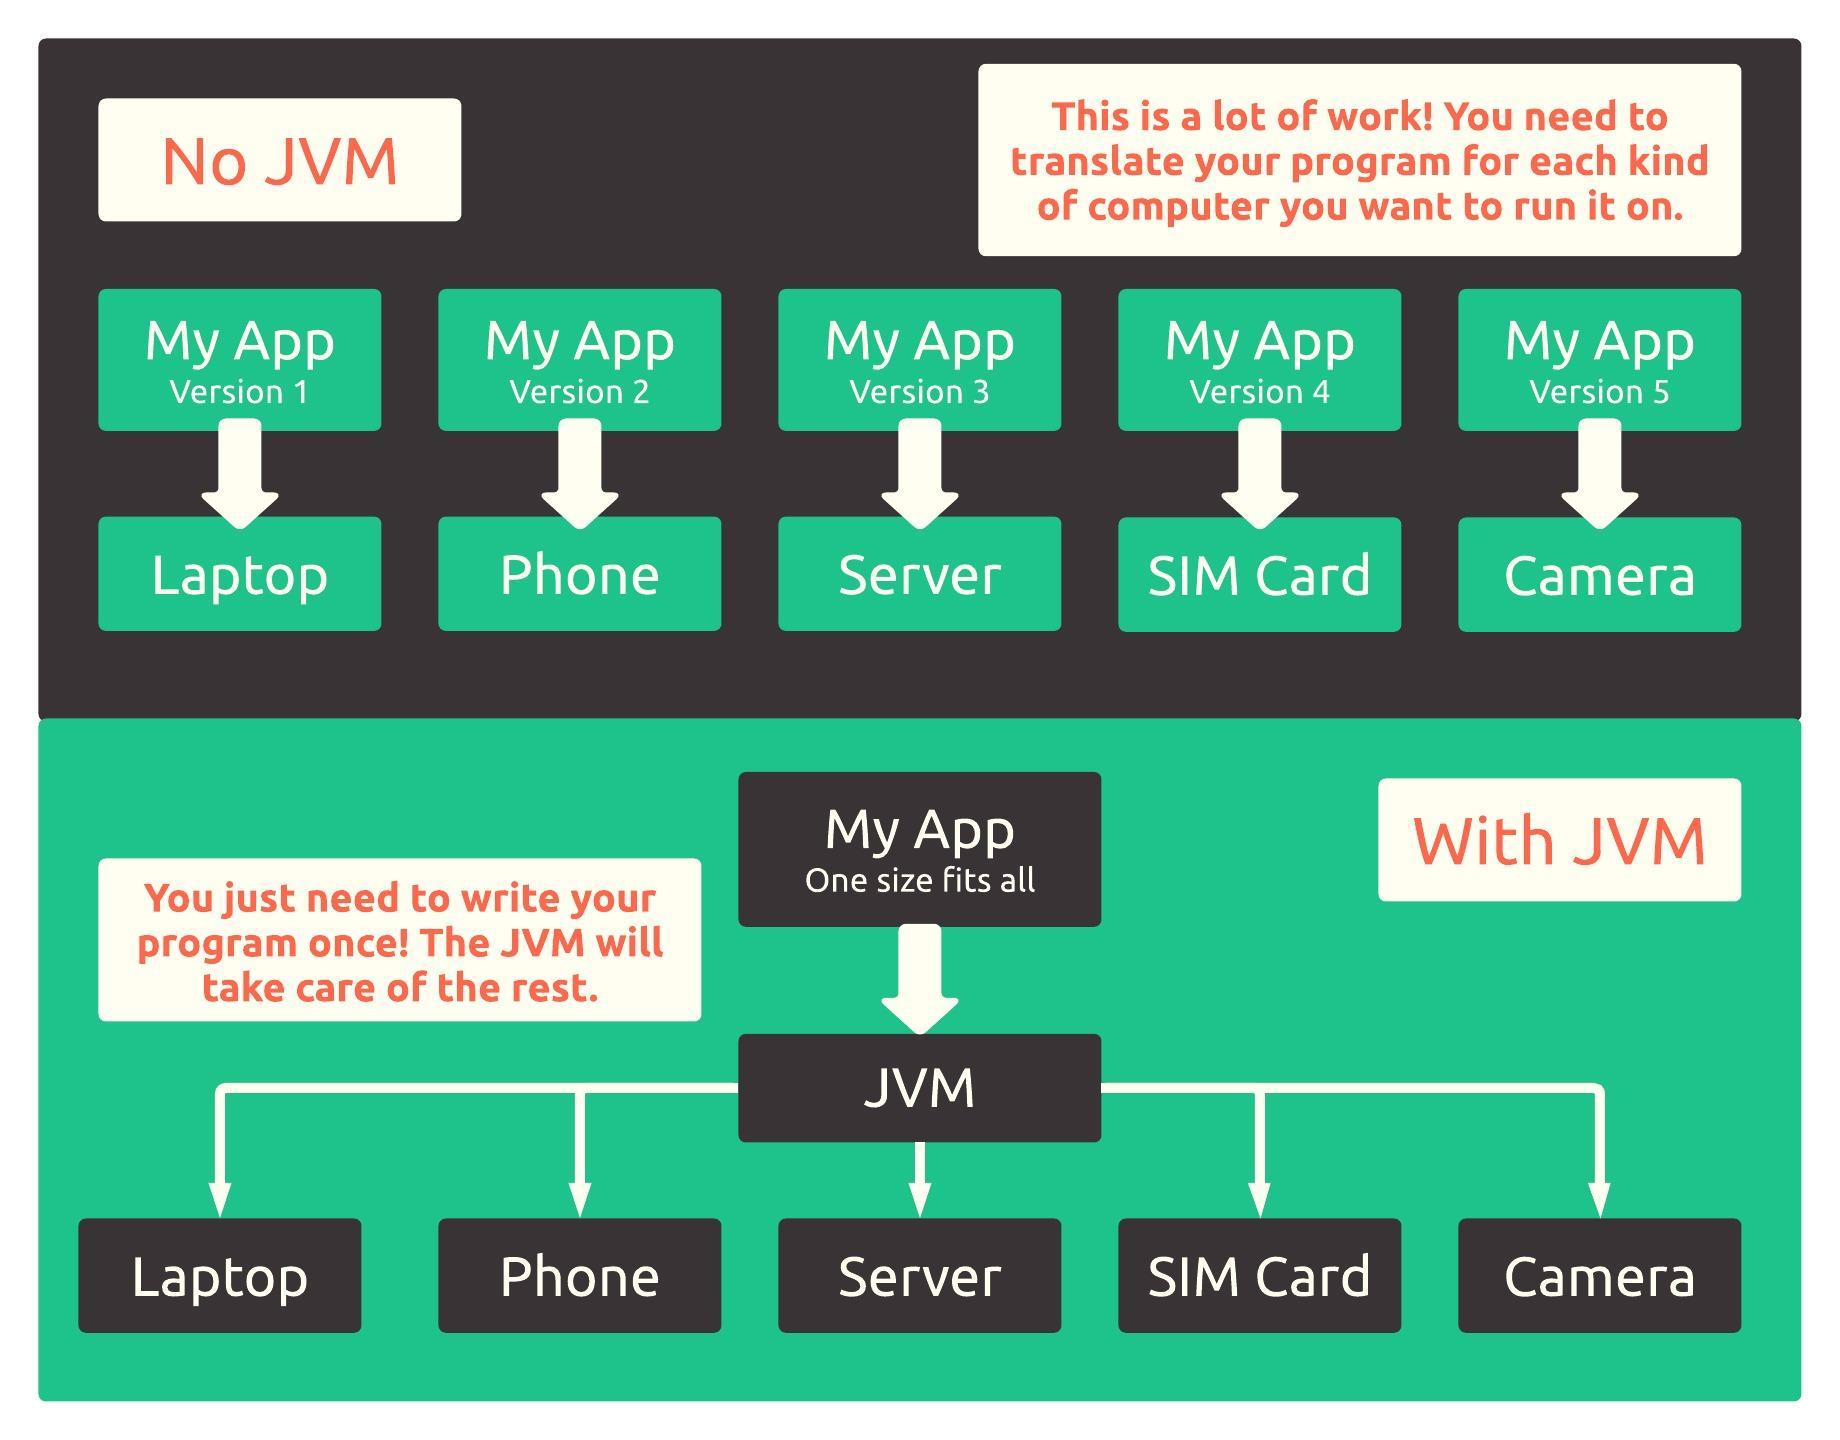 No JVM
This is a lot of work! You need to
translate your program for each kind
of computer you want to run it on.
My App
Version 1
My App
Version 2
My App
Version 3
My App
Version 4
My App
Version 5
Laptop
Phone
Server
SIM Card
Camera
My App
One size fits all
With JVM
You just need to write your
program once! The JVM will
take care of the rest.
JVM
Laptop
Phone
Server
SIM Card
Camera